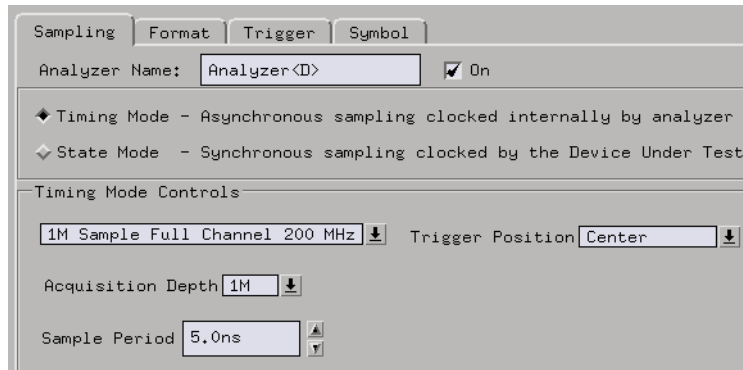 Sampling Format Trigger Symbol
Analyzer Name: Analyzer<D> On
Timing Mode - Asynchronous sampling clocked internally by analyzer
State Mode - Synchronous sampling clocked by the Device Under Test
Timing Mode Controls
1M Sample Full Channel 200 MHz Trigger Position Center
Acquisition Depth 1M
Sample Period 5.0ns